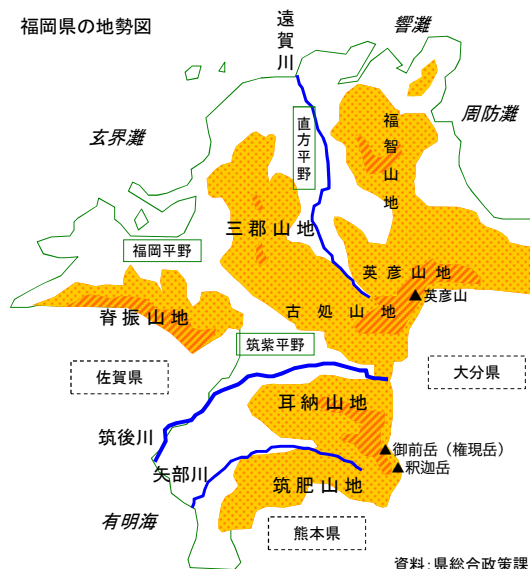 福岡県の地勢図
遠賀川
響灘
周防灘
玄界灘
直方平野
福智山地
三郡山地
福岡平野
英彦山地
▲英彦山
古処山地
脊振山地
筑紫平野
佐賀県
大分県
耳納山地
筑後川
▲御前岳（権現岳）
▲釈迦岳
矢部川
筑肥山地
有明海
熊本県
資料：県総合政策課